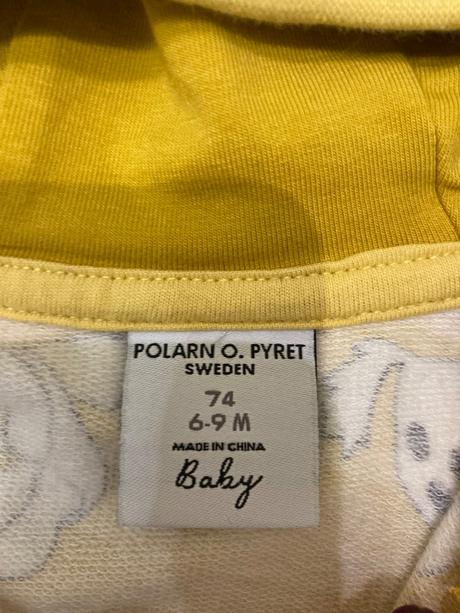 POLARN O. PYRET
SWEDEN
74
6-9 M
MADE IN CHINA
Baby